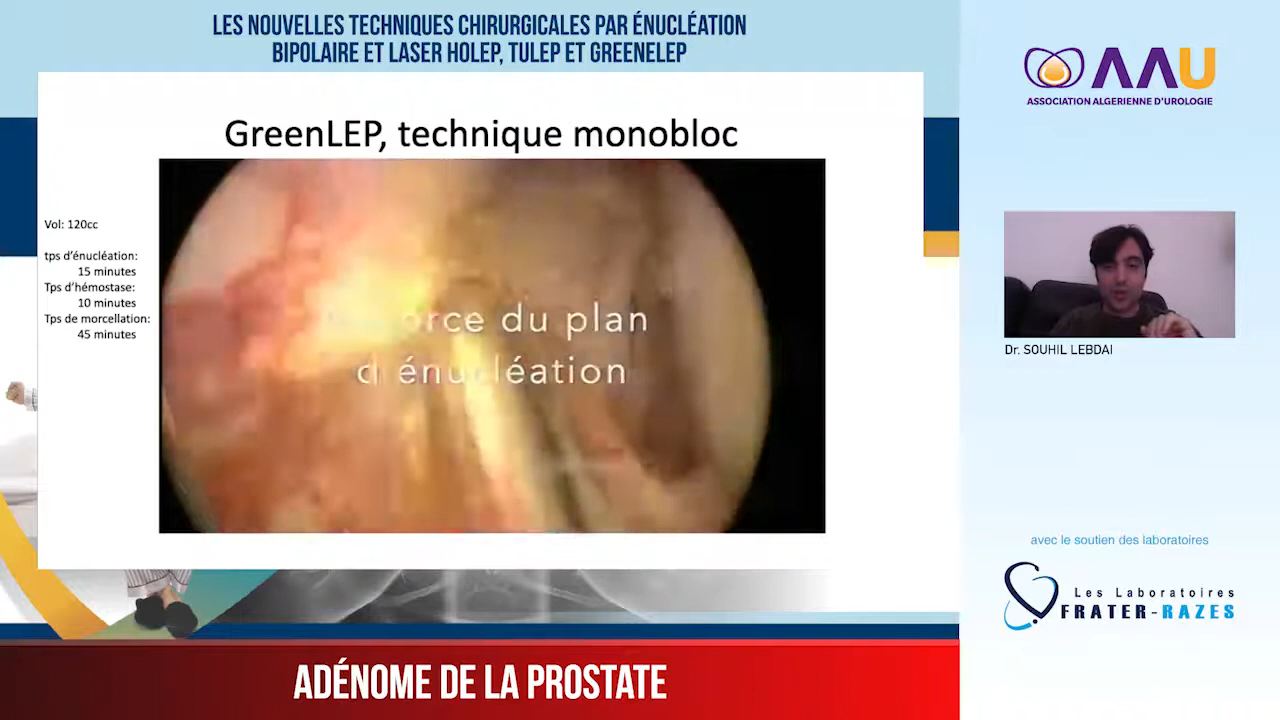 LES NOUVELLES TECHNIQUES CHIRURGICALES PAR ÉNUCLÉATION
BIPOLAIRE ET LASER HOLEP, TULEP ET GREENELEP
GreenLEP, technique monobloc
Vol: 120cc
tps d'énucléation:
15 minutes
Tps d'hémostase:
10 minutes
Tps de morcellation:
45 minutes
du plan
d énucléation
AAU
ASSOCIATION ALGERIENNE D'UROLOGIE
Dr. SOUHIL LEBDAI
avec le soutien des laboratoires
Les Laboratoires
FRATER-RAZES
ADÉNOME DE LA PROSTATE